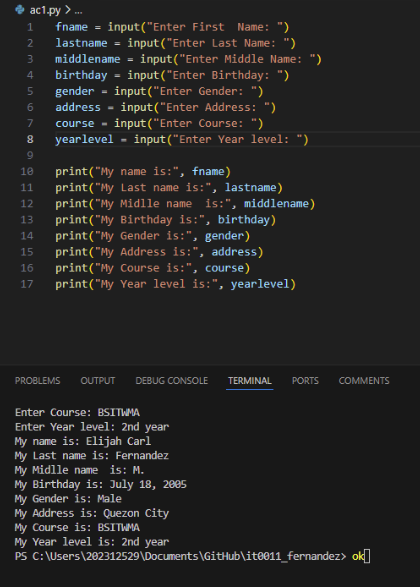 ac1.py > ...
1 fname = input("Enter First  Name: ")
2 lastname = input("Enter Last Name: ")
3 middlename = input("Enter Middle Name: ")
4 birthday = input("Enter Birthday: ")
5 gender = input("Enter Gender: ")
6 address = input("Enter Address: ")
7 course = input("Enter Course: ")
8 yearlevel = input("Enter Year level: ")
9
10 print("My name is:", fname)
11 print("My Last name is:", lastname)
12 print("My Midlle name  is:", middlename)
13 print("My Birthday is:", birthday)
14 print("My Gender is:", gender)
15 print("My Address is:", address)
16 print("My Course is:", course)
17 print("My Year level is:", yearlevel)
PROBLEMS OUTPUT DEBUG CONSOLE TERMINAL PORTS COMMENTS
Enter Course: BSITWMA
Enter Year level: 2nd year
My name is: Elijah Carl
My Last name is: Fernandez
My Midlle name  is: M.
My Birthday is: July 18, 2005
My Gender is: Male
My Address is: Quezon City
My Course is: BSITWMA
My Year level is: 2nd year
PS C:\Users\202312529\Documents\GitHub\it0011_fernandez> ok